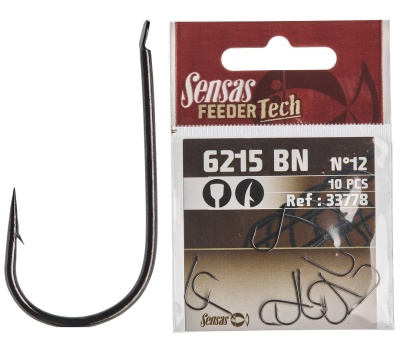 Sensas
FEEDER Tech
6215 BN N°12
10 PCS
Ref : 33778
Sensas